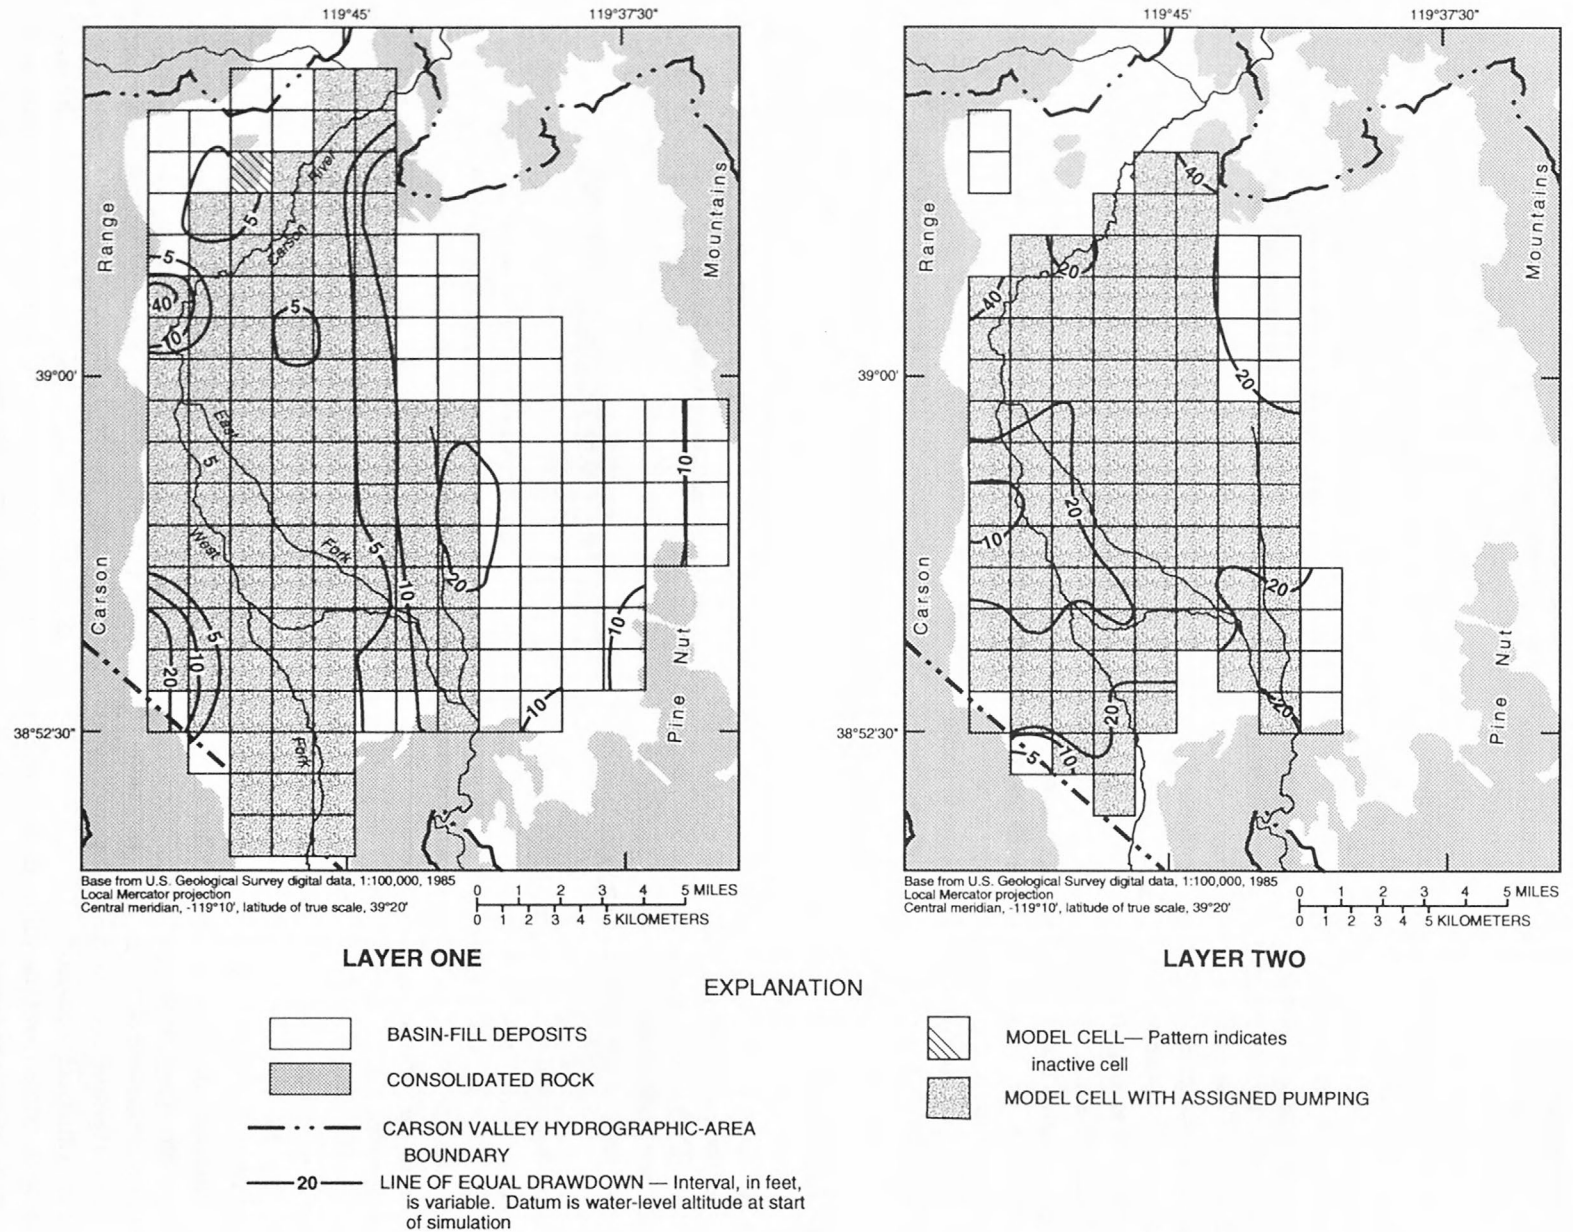 119°45' 119°37'30" 119°45' 119°37'30"
River
40
5
Range
Mountains
Range
Mountains
Carson
5
20
40
40
5
10
20
39°00' 39°00'
East
5
10
20
West
Fork
5
10
20
20
10
Carson
Carson
5
10
20
10
Pine Nut
20
Pine Nut
10
20
20
38°52'30" 38°52'30"
Fork
5
10
Base from U.S. Geological Survey digital data, 1:100,000, 1985
Local Mercator projection
Central meridian, -119°10', latitude of true scale, 39°20'
0 1 2 3 4 5 MILES
0 1 2 3 4 5 KILOMETERS
Base from U.S. Geological Survey digital data, 1:100,000, 1985
Local Mercator projection
Central meridian, -119°10', latitude of true scale, 39°20'
0 1 2 3 4 5 MILES
0 1 2 3 4 5 KILOMETERS
LAYER ONE
LAYER TWO
EXPLANATION
BASIN-FILL DEPOSITS
CONSOLIDATED ROCK
CARSON VALLEY HYDROGRAPHIC-AREA
BOUNDARY
20 LINE OF EQUAL DRAWDOWN — Interval, in feet,
is variable. Datum is water-level altitude at start
of simulation
MODEL CELL— Pattern indicates
inactive cell
MODEL CELL WITH ASSIGNED PUMPING